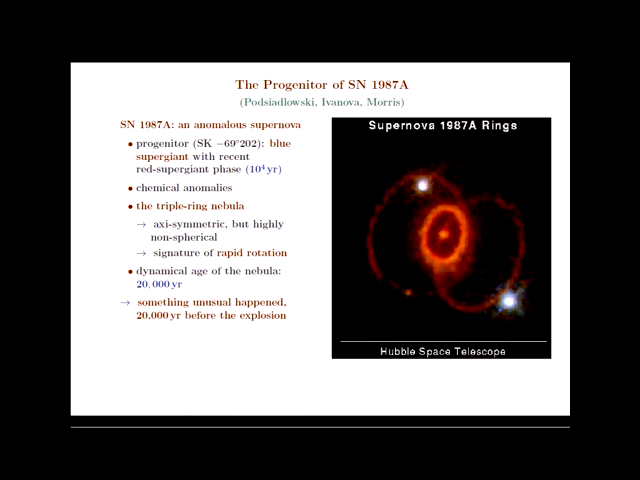 The Progenitor of SN 1987A
(Podsiadlowski, Ivanova, Morris)
SN 1987A: an anomalous supernova
• progenitor (SK −69°202): blue
supergiant with recent
red-supergiant phase (10⁴ yr)
• chemical anomalies
• the triple-ring nebula
→ axi-symmetric, but highly
non-spherical
→ signature of rapid rotation
• dynamical age of the nebula:
20,000 yr
→ something unusual happened,
20,000 yr before the explosion
Supernova 1987A Rings
Hubble Space Telescope